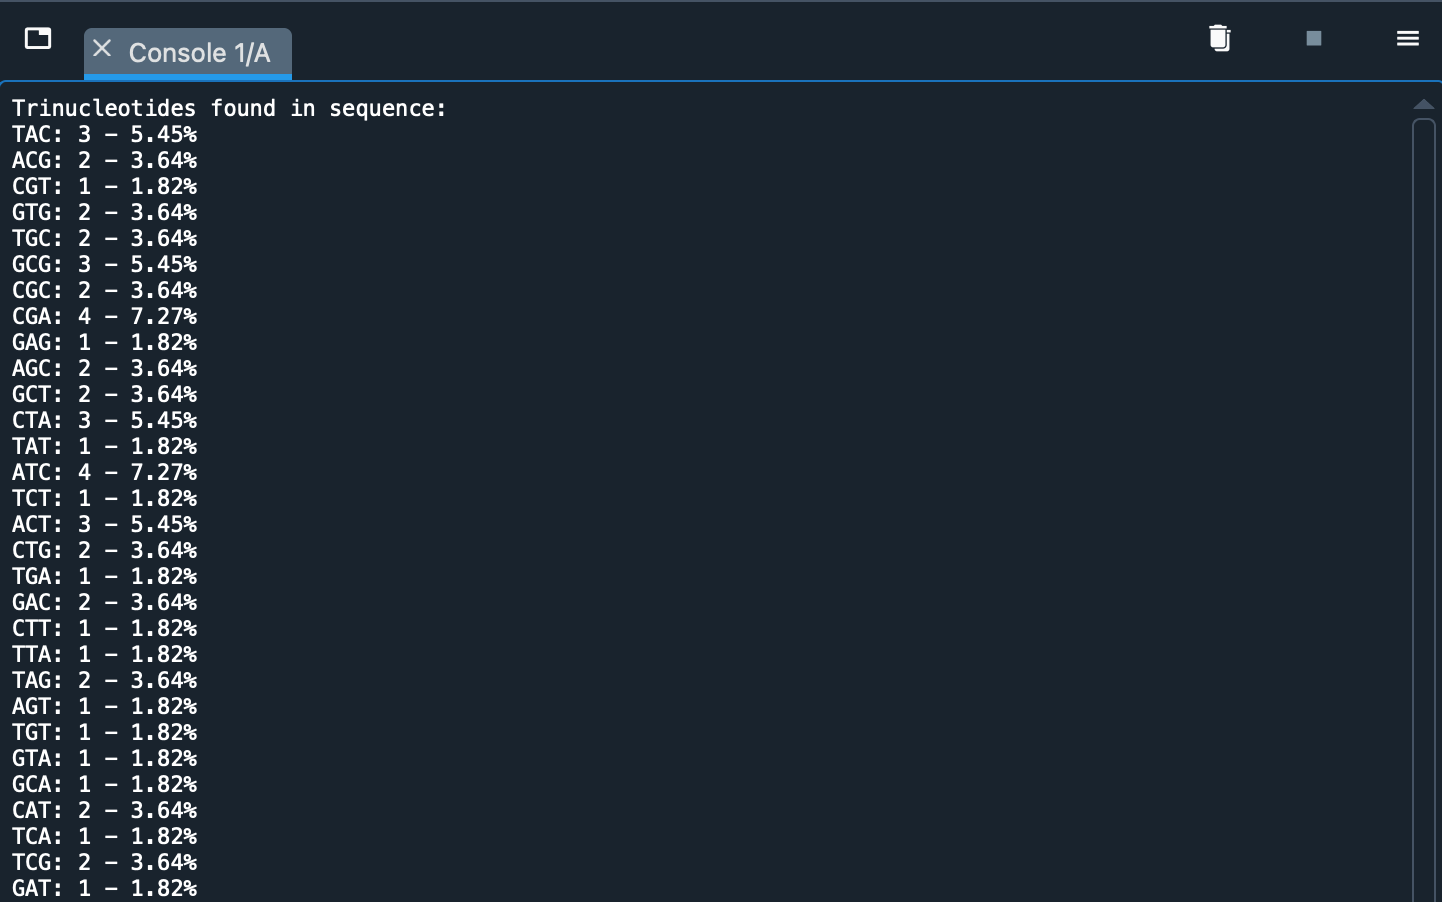 Console 1/A
Trinucleotides found in sequence:
TAC: 3 - 5.45%
ACG: 2 - 3.64%
CGT: 1 - 1.82%
GTG: 2 - 3.64%
TGC: 2 - 3.64%
GCG: 3 - 5.45%
CGC: 2 - 3.64%
CGA: 4 - 7.27%
GAG: 1 - 1.82%
AGC: 2 - 3.64%
GCT: 2 - 3.64%
CTA: 3 - 5.45%
TAT: 1 - 1.82%
ATC: 4 - 7.27%
TCT: 1 - 1.82%
ACT: 3 - 5.45%
CTG: 2 - 3.64%
TGA: 1 - 1.82%
GAC: 2 - 3.64%
CTT: 1 - 1.82%
TTA: 1 - 1.82%
TAG: 2 - 3.64%
AGT: 1 - 1.82%
TGT: 1 - 1.82%
GTA: 1 - 1.82%
GCA: 1 - 1.82%
CAT: 2 - 3.64%
TCA: 1 - 1.82%
TCG: 2 - 3.64%
GAT: 1 - 1.82%